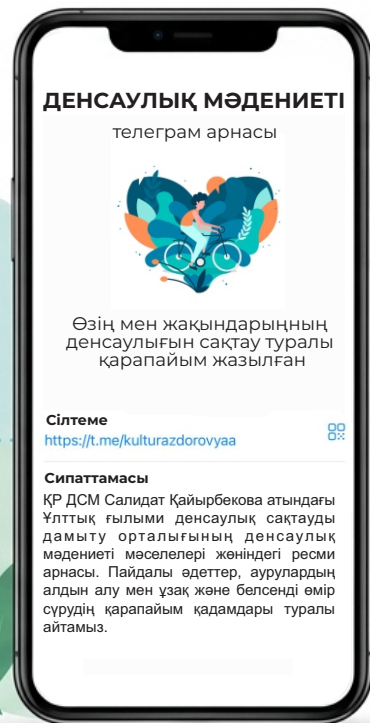 ДЕНСАУЛЫҚ МӘДЕНИЕТІ
телеграм арнасы
Өзің мен жақындарыңның
денсаулығын сақтау туралы
қарапайым жазылған
Сілтеме
https://t.me/kulturazdorovyaa
Сипаттамасы
ҚР ДСМ Салидат Қайырбекова атындағы
Ұлттық ғылыми денсаулық сақтауды
дамыту орталығының денсаулық
мәдениеті мәселелері жөніндегі ресми
арнасы. Пайдалы әдеттер, аурулардың
алдын алу мен ұзақ және белсенді өмір
сүрудің қарапайым қадамдары туралы
айтамыз.